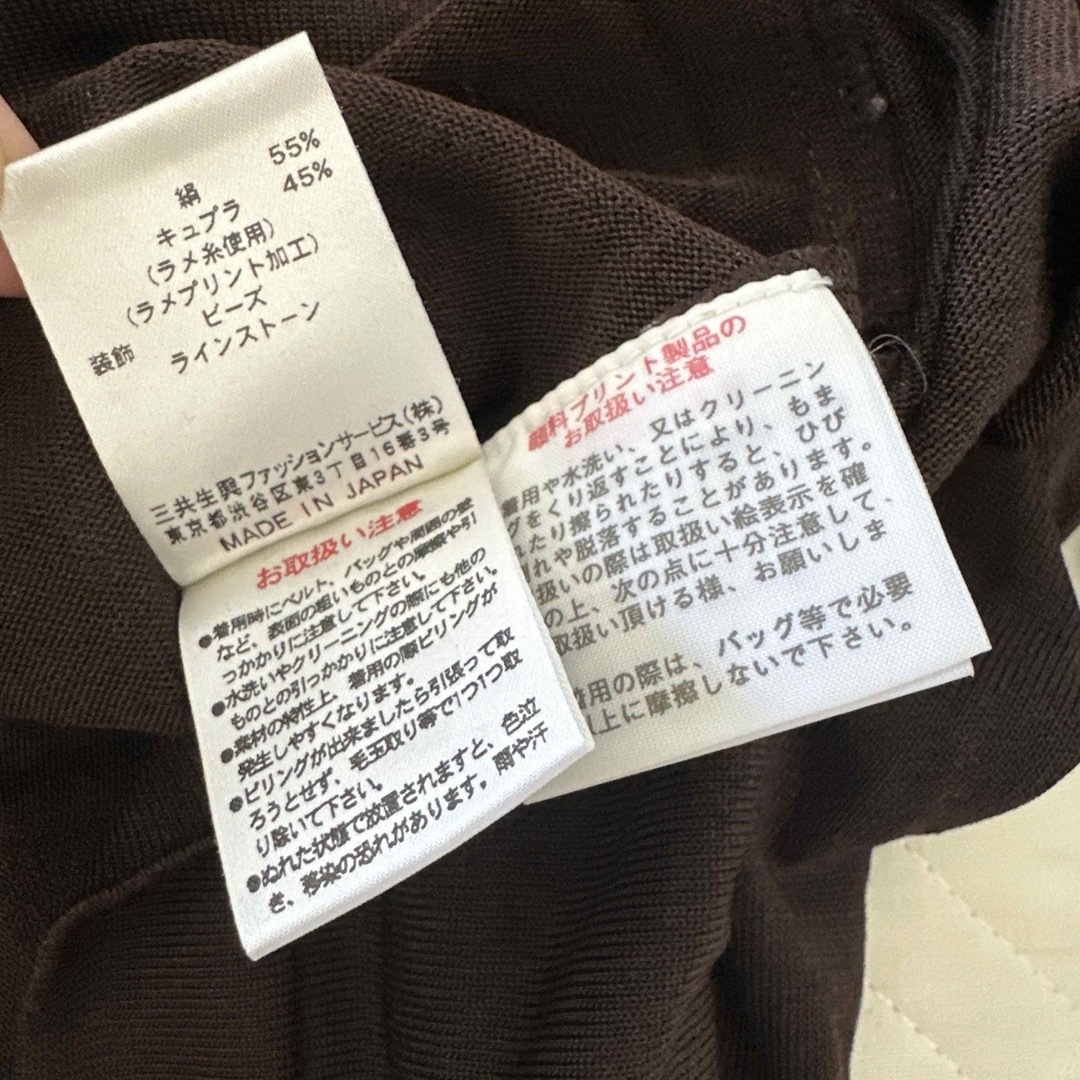 55%
絹 45%
キュプラ
(ラメ糸使用)
(ラメプリント加工)
ビーズ
装飾 ラインストーン
三共生興ファッションサービス(株)
東京都渋谷区東3丁目16番3号
MADE IN JAPAN
お取扱い注意
●着用時にベルト、バッグや周囲の壁
など、表面の粗いものとの摩擦や引
っかかりに注意して下さい。
●水洗いやクリーニングの際にも他の
ものとの引っかかりに注意して下さい。
●素材の特性上、着用の際ピリングが
発生しやすくなります。
●ピリングが出来ましたら引張って取
ろうとせず、毛玉取り等で1つ1つ取
り除いて下さい。
●ぬれた状態で放置されますと、色泣
き、移染の恐れがあります。雨や汗
顔料プリント製品の
お取扱い注意
着用や水洗い、又はクリーニン
グをくり返すことにより、もま
れたり擦られたりすると、ひび
れや脱落することがあります。
扱いの際は取扱い絵表示を確
の上、次の点に十分注意して、
取扱い頂ける様、お願いしま
着用の際は、バッグ等で必要
以上に摩擦しないで下さい。